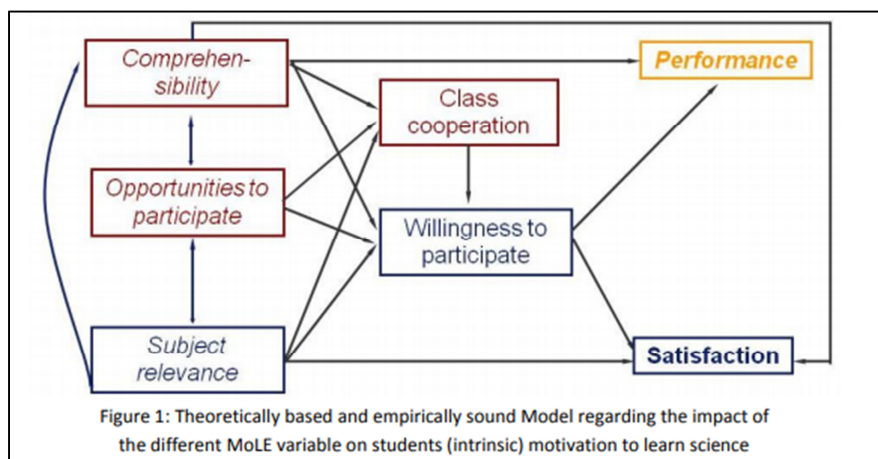 Comprehen-
sibility
Performance
Class
cooperation
Opportunities to
participate
Willingness to
participate
Subject
relevance
Satisfaction
Figure 1: Theoretically based and empirically sound Model regarding the impact of
the different MoLE variable on students (intrinsic) motivation to learn science